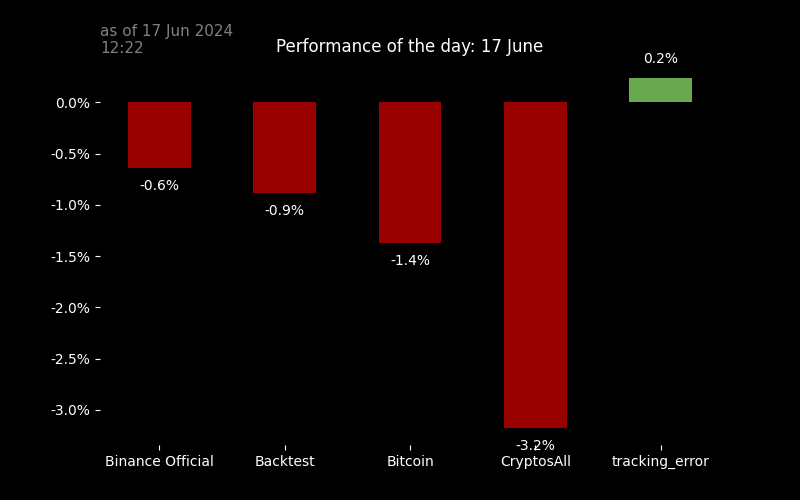 as of 17 Jun 2024
12:22
Performance of the day: 17 June
0.2%
0.0%
-0.5%
-1.0%
-1.5%
-2.0%
-2.5%
-3.0%
-0.6%
-0.9%
-1.4%
-3.2%
Binance Official
Backtest
Bitcoin
CryptosAll
tracking_error